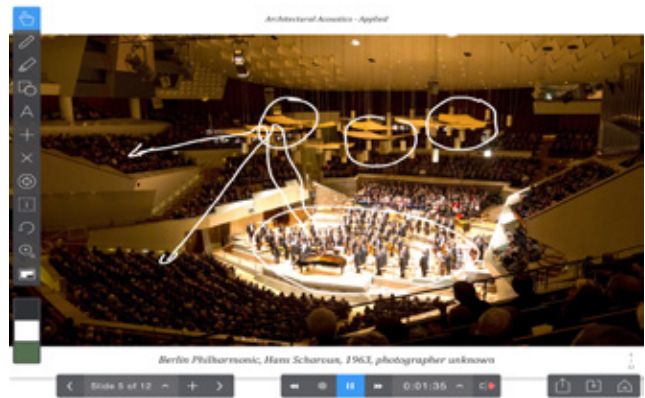 Architectural Acoustics - Applied
A
Berlin Philharmonic, Hans Scharoun, 1963, photographer unknown
Slide 5 of 12
0:01:35